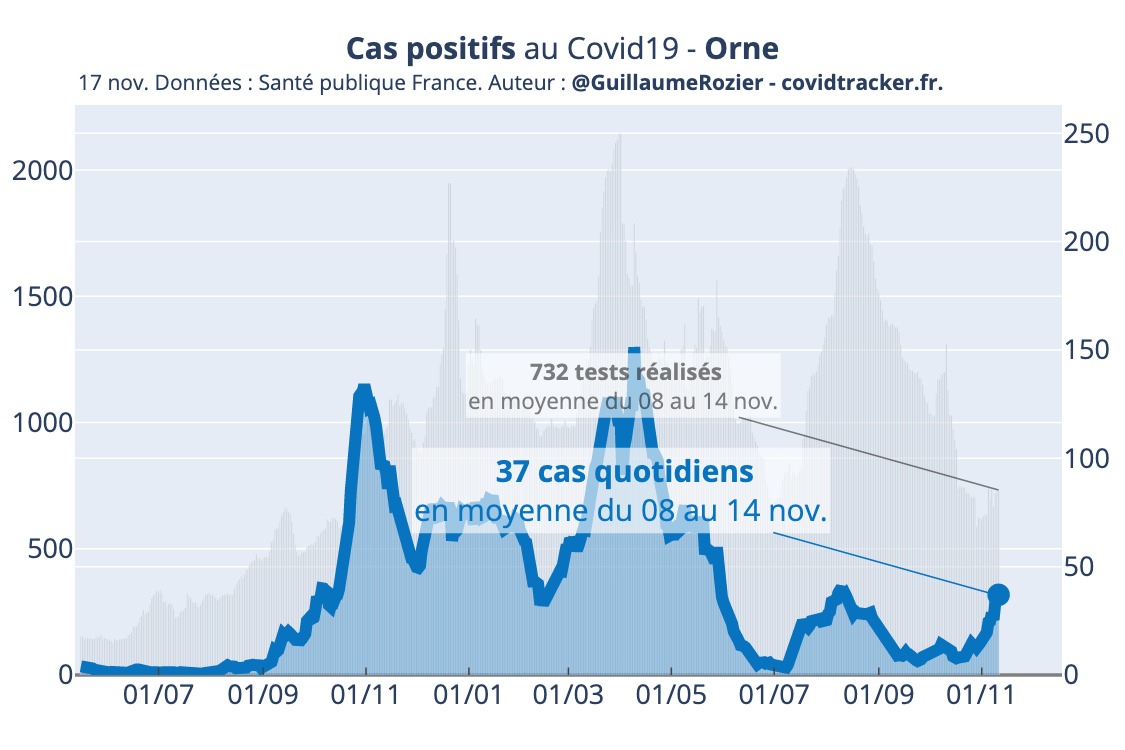 Cas positifs au Covid19 - Orne
17 nov. Données : Santé publique France. Auteur : @GuillaumeRozier - covidtracker.fr.
250
2000
200
1500
150
732 tests réalisés
en moyenne du 08 au 14 nov.
1000
100
37 cas quotidiens
en moyenne du 08 au 14 nov.
500
50
0
0
01/07 01/09 01/11 01/01 01/03 01/05 01/07 01/09 01/11